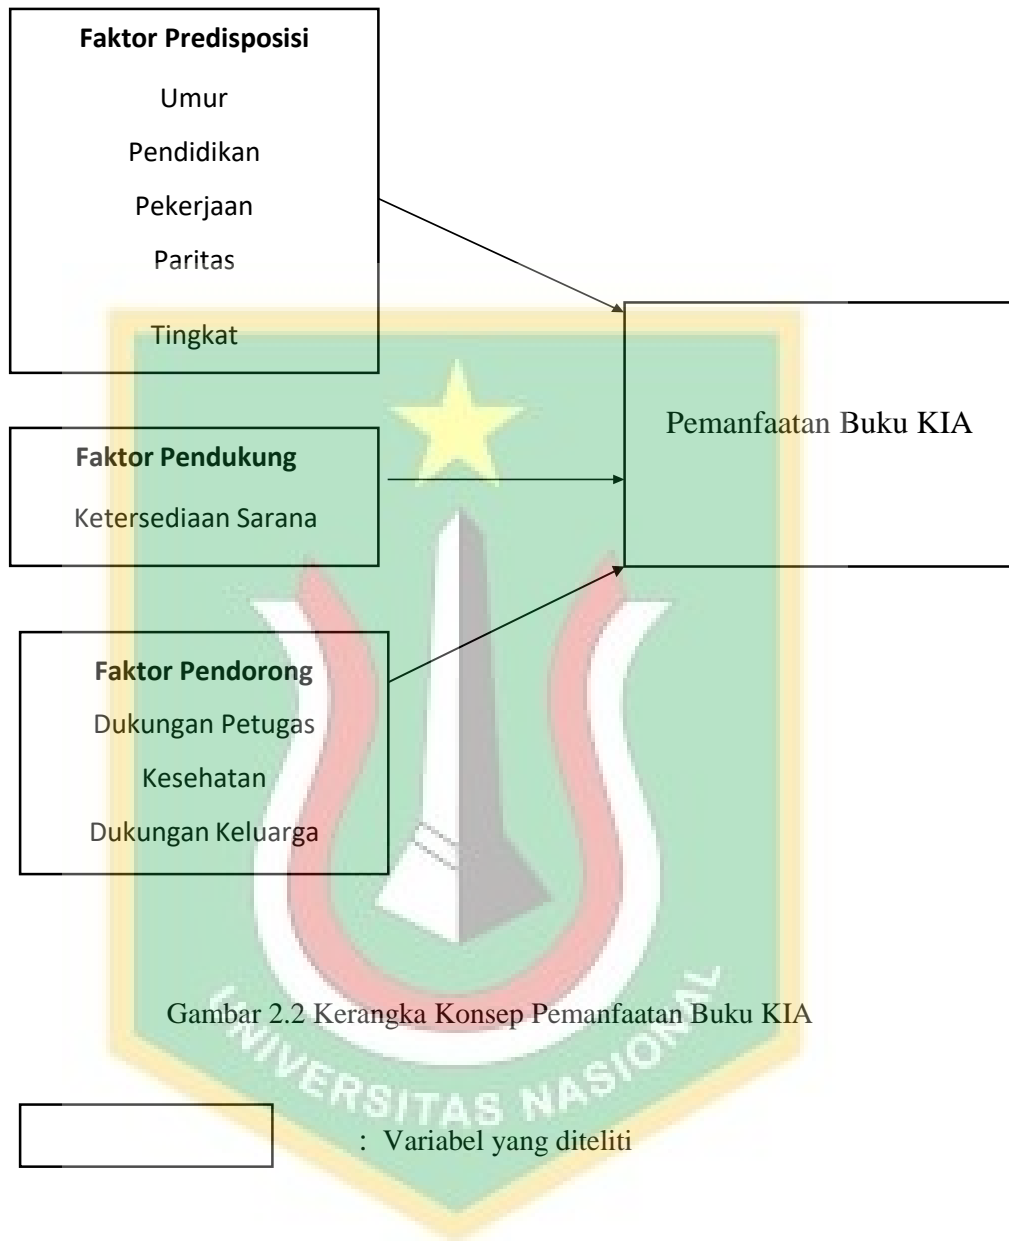 Faktor Predisposisi
Umur
Pendidikan
Pekerjaan
Paritas
Tingkat
Faktor Pendukung
Ketersediaan Sarana
Faktor Pendorong
Dukungan Petugas
Kesehatan
Dukungan Keluarga
Pemanfaatan Buku KIA
Gambar 2.2 Kerangka Konsep Pemanfaatan Buku KIA
UNIVERSITAS NASIONAL
: Variabel yang diteliti